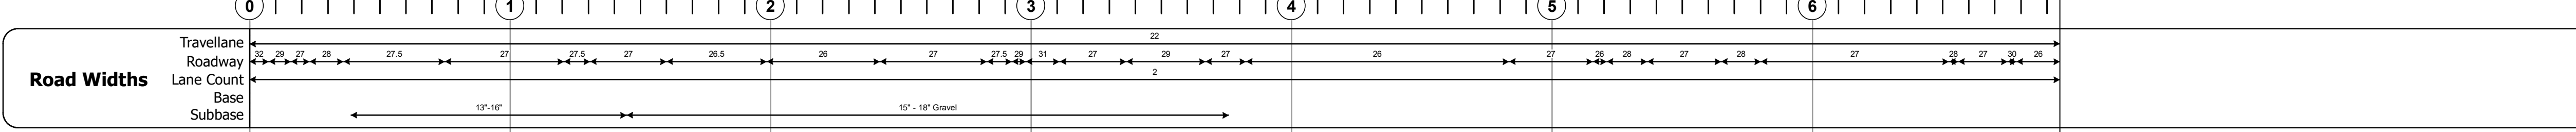 0 1 2 3 4 5 6
Travellane 22
Roadway 32 29 27 28 27.5 27 27.5 27 26.5 26 27 27.5 29 31 27 29 27 26 27 26 28 27 28 27 28 27 30 26
Road Widths
Lane Count 2
Base
Subbase 13"-16" 15" - 18" Gravel